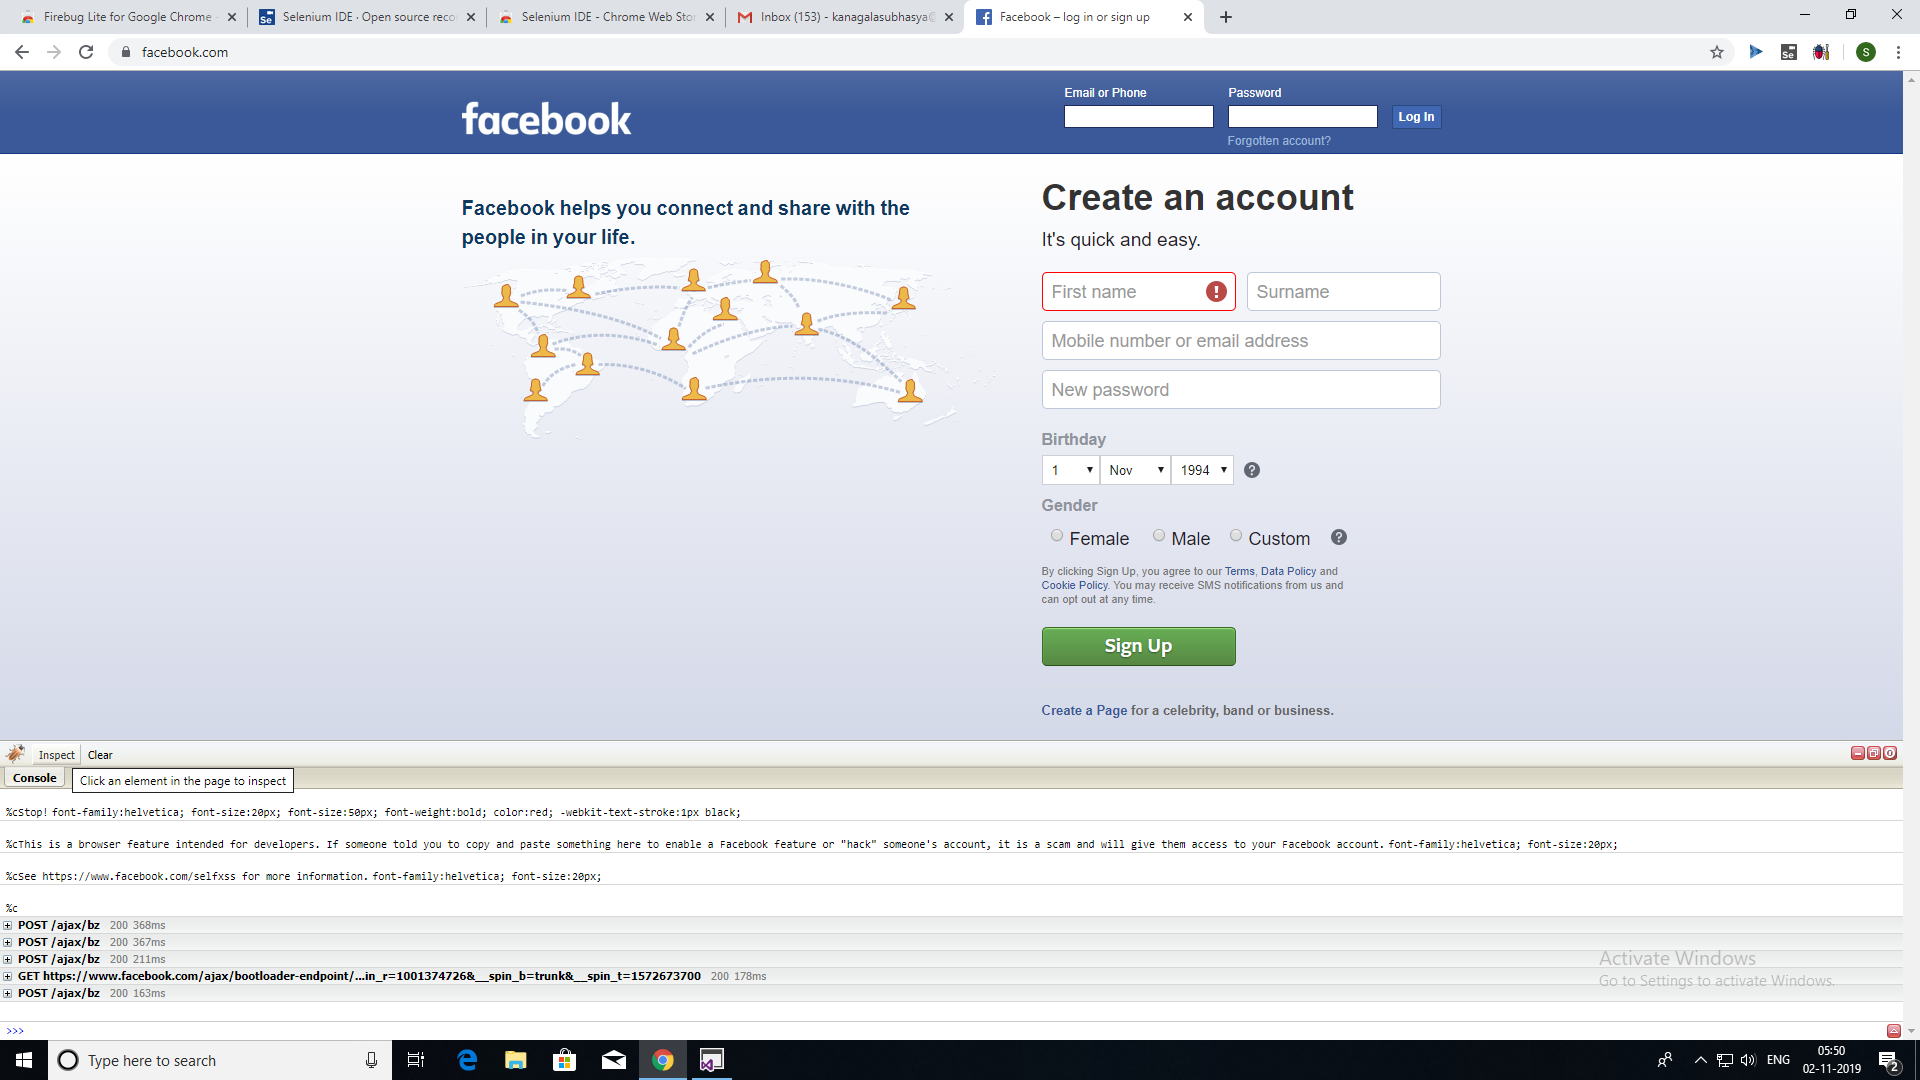 Firebug Lite for Google Chrome -
Selenium IDE · Open source reco
Selenium IDE - Chrome Web Sto
Inbox (153) - kanagalasubhasya@
Facebook – log in or sign up
facebook.com
Se
S
facebook
Email or Phone
Password
Log In
Forgotten account?
Facebook helps you connect and share with the
people in your life.
Create an account
It's quick and easy.
First name
Surname
Mobile number or email address
New password
Birthday
1 Nov 1994
Gender
Female Male Custom
By clicking Sign Up, you agree to our Terms, Data Policy and
Cookie Policy. You may receive SMS notifications from us and
can opt out at any time.
Sign Up
Create a Page for a celebrity, band or business.
Inspect Clear
Console
Click an element in the page to inspect
%cStop! font-family:helvetica; font-size:20px; font-size:50px; font-weight:bold; color:red; -webkit-text-stroke:1px black;
%cThis is a browser feature intended for developers. If someone told you to copy and paste something here to enable a Facebook feature or "hack" someone's account, it is a scam and will give them access to your Facebook account. font-family:helvetica; font-size:20px;
%cSee https://www.facebook.com/selfxss for more information. font-family:helvetica; font-size:20px;
%c
POST /ajax/bz 200 368ms
POST /ajax/bz 200 367ms
POST /ajax/bz 200 211ms
GET https://www.facebook.com/ajax/bootloader-endpoint/...in_r=1001374726&__spin_b=trunk&__spin_t=1572673700 200 178ms
POST /ajax/bz 200 163ms
Activate Windows
Go to Settings to activate Windows.
>>>
Type here to search
ENG
05:50
02-11-2019
2